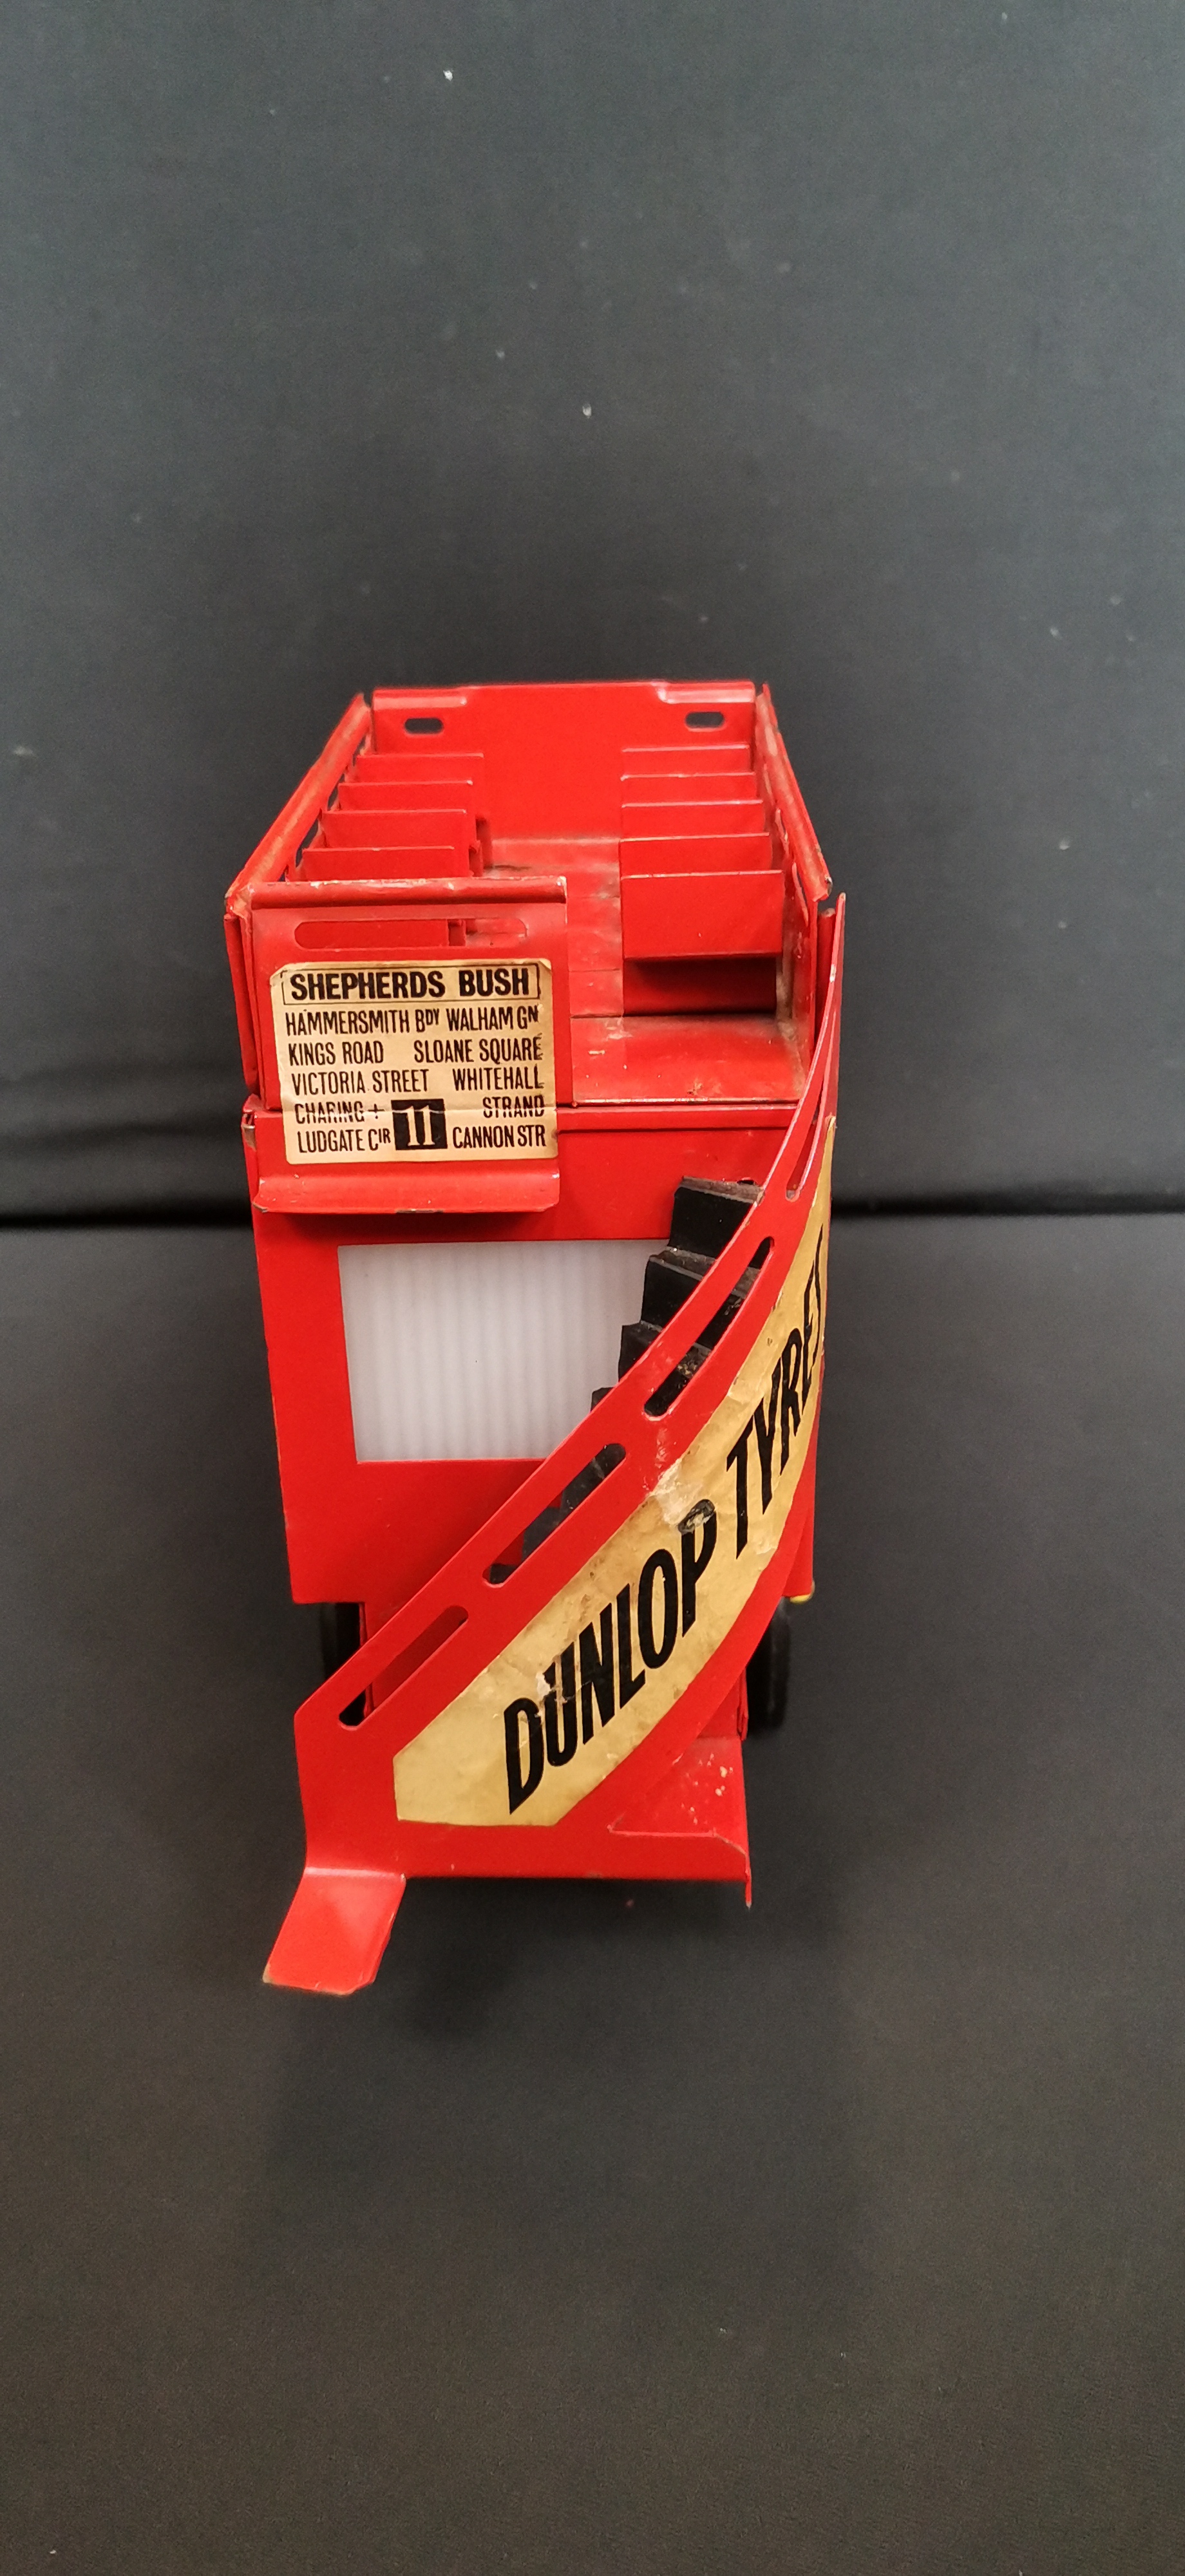 SHEPHERDS BUSH
HAMMERSMITH BDY WALHAM GN
KINGS ROAD SLOANE SQUARE
VICTORIA STREET WHITEHALL
CHARING + 11 STRAND
LUDGATE CIR CANNON STR
DUNLOP TYRES